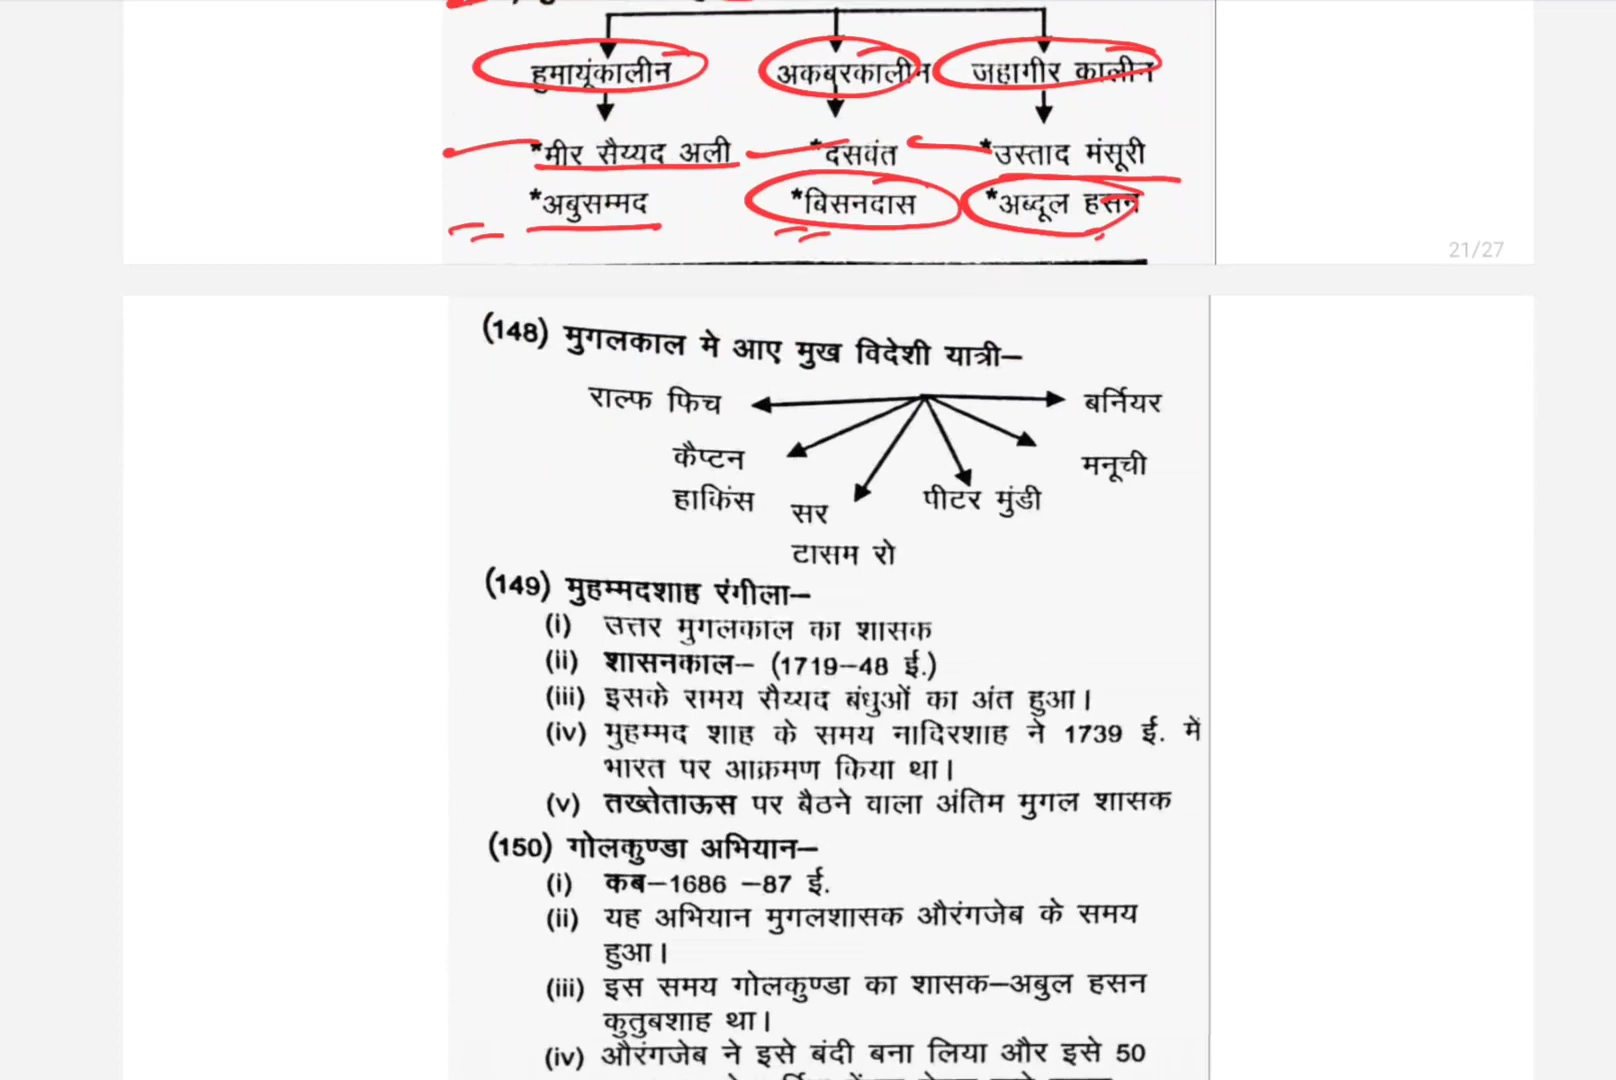 हुमायूंकालीन अकबरकालीन जहागीर कालीन
*मीर सैय्यद अली *दसवंत *उस्ताद मंसूरी
*अबुसम्मद *बिसनदास *अब्दूल हसन
21/27
(148) मुगलकाल मे आए मुख विदेशी यात्री–
राल्फ फिच बर्नियर
कैप्टन मनूची
हाकिंस सर पीटर मुंडी
टासम रो
(149) मुहम्मदशाह रंगीला–
(i) उत्तर मुगलकाल का शासक
(ii) शासनकाल– (1719–48 ई.)
(iii) इसके समय सैय्यद बंधुओं का अंत हुआ।
(iv) मुहम्मद शाह के समय नादिरशाह ने 1739 ई. में
भारत पर आक्रमण किया था।
(v) तख्तेताऊस पर बैठने वाला अंतिम मुगल शासक
(150) गोलकुण्डा अभियान–
(i) कब–1686 –87 ई.
(ii) यह अभियान मुगलशासक औरंगजेब के समय
हुआ।
(iii) इस समय गोलकुण्डा का शासक–अबुल हसन
कुतुबशाह था।
(iv) औरंगजेब ने इसे बंदी बना लिया और इसे 50